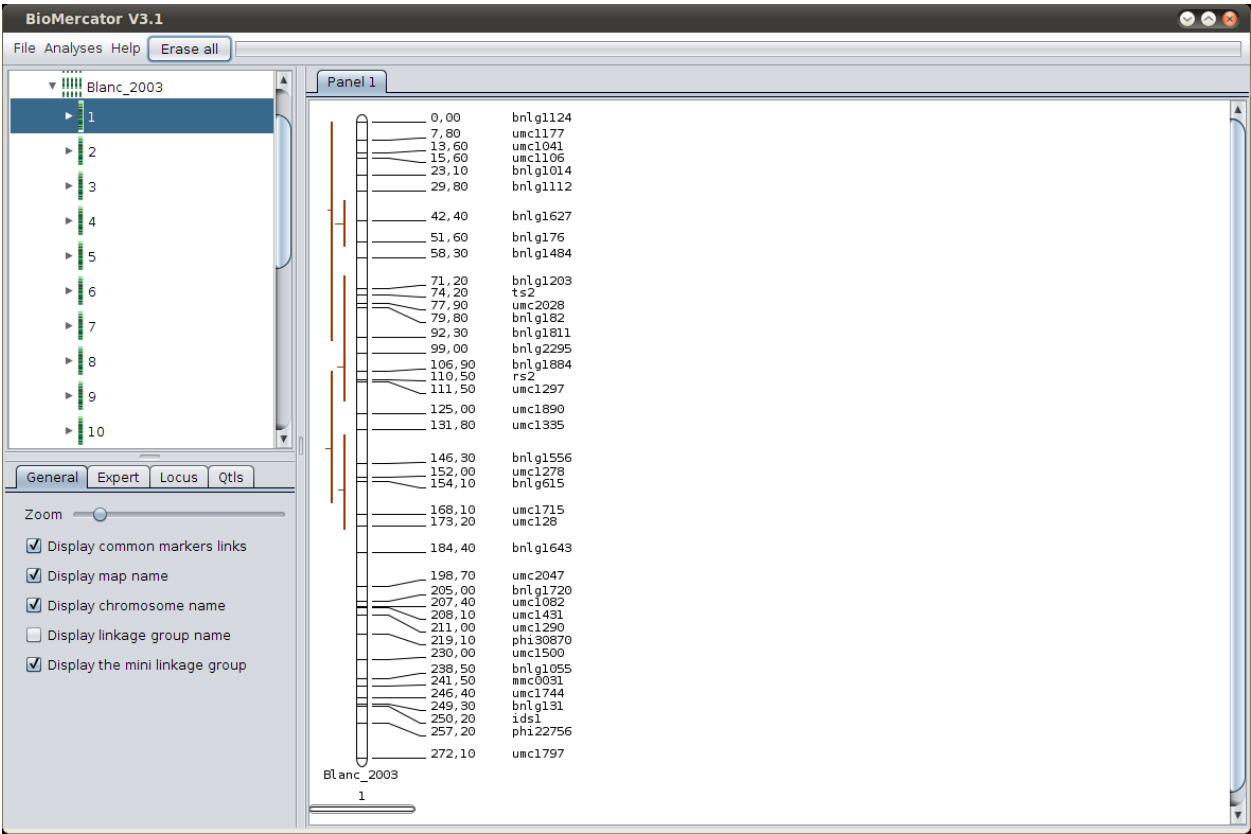 BioMercator V3.1
File Analyses Help Erase all
Blanc_2003
1
2
3
4
5
6
7
8
9
10
General Expert Locus Qtls
Zoom
Display common markers links
Display map name
Display chromosome name
Display linkage group name
Display the mini linkage group
Panel 1
0,00 bnlg1124
7,80 umc1177
13,60 umc1041
15,60 umc1106
23,10 bnlg1014
29,80 bnlg1112
42,40 bnlg1627
51,60 bnlg176
58,30 bnlg1484
71,20 bnlg1203
74,20 ts2
77,90 umc2028
79,80 bnlg182
92,30 bnlg1811
99,00 bnlg2295
106,90 bnlg1884
110,50 rs2
111,50 umc1297
125,00 umc1890
131,80 umc1335
146,30 bnlg1556
152,00 umc1278
154,10 bnlg615
168,10 umc1715
173,20 umc128
184,40 bnlg1643
198,70 umc2047
205,00 bnlg1720
207,40 umc1082
208,10 umc1431
211,00 umc1290
219,10 phi30870
230,00 umc1500
238,50 bnlg1055
241,50 mmc0031
246,40 umc1744
249,30 bnlg131
250,20 ids1
257,20 phi22756
272,10 umc1797
Blanc_2003
1